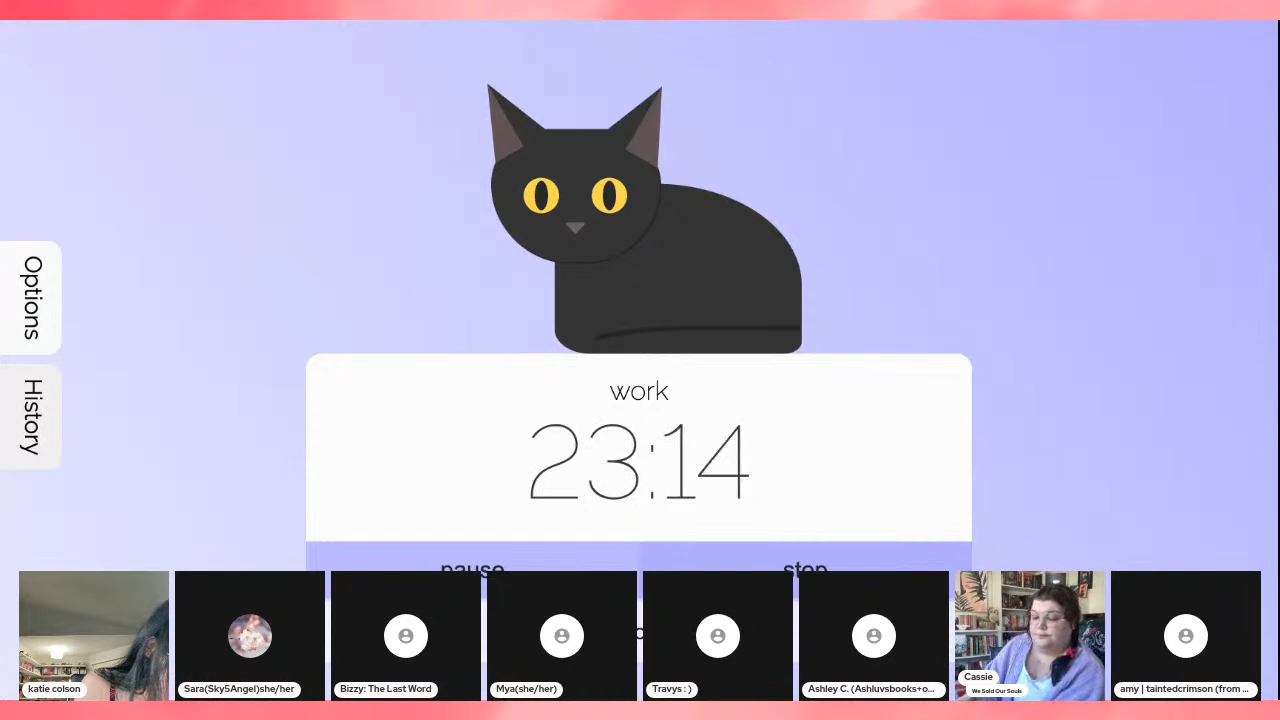 Options
History
work
23:14
pause
stop
katie colson
Sara(Sky5Angel)she/her
Bizzy: The Last Word
Mya(she/her)
Travys : )
Ashley C. (Ashluvsbooks+o...
Cassie
We Sold Our Souls
amy | taintedcrimson (from ...